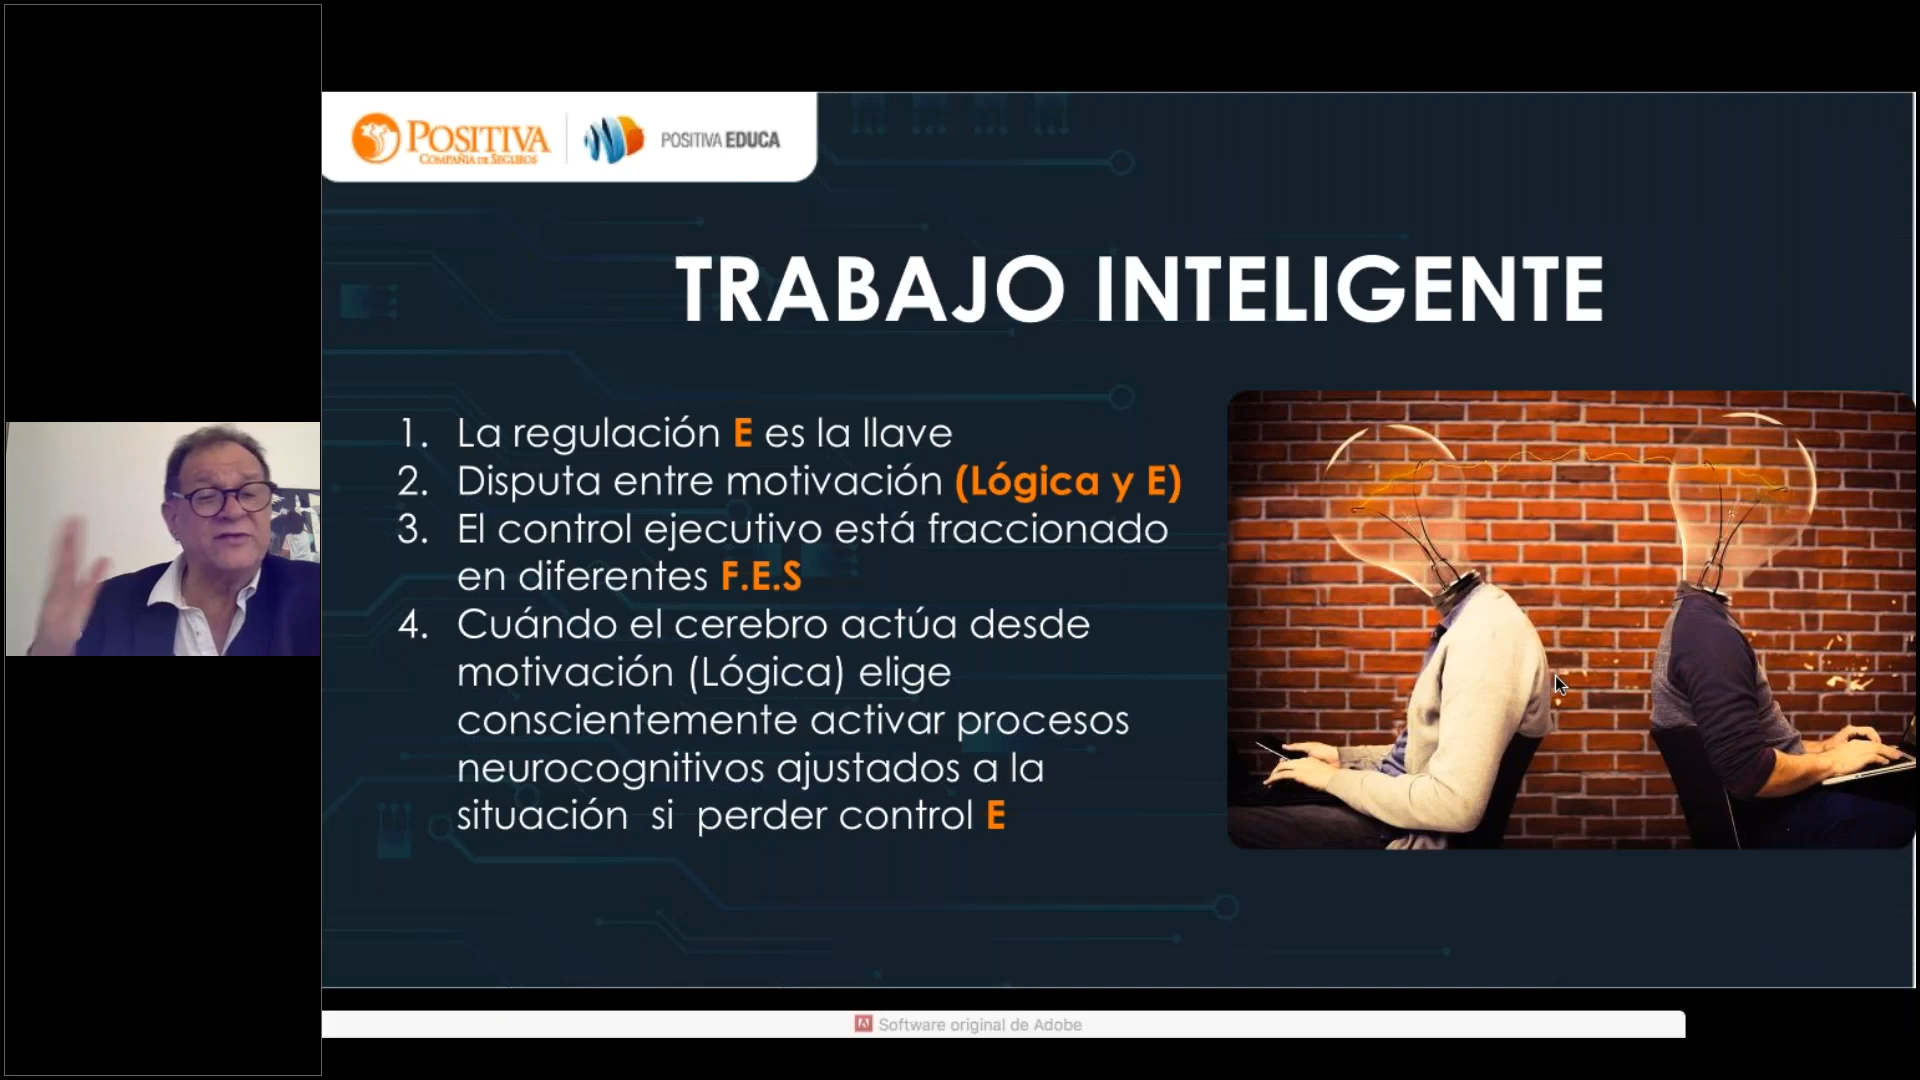 POSITIVA
COMPAÑIA DE SEGUROS
POSITIVA EDUCA
TRABAJO INTELIGENTE
1. La regulación E es la llave
2. Disputa entre motivación (Lógica y E)
3. El control ejecutivo está fraccionado
en diferentes F.E.S
4. Cuándo el cerebro actúa desde
motivación (Lógica) elige
conscientemente activar procesos
neurocognitivos ajustados a la
situación si perder control E
Software original de Adobe